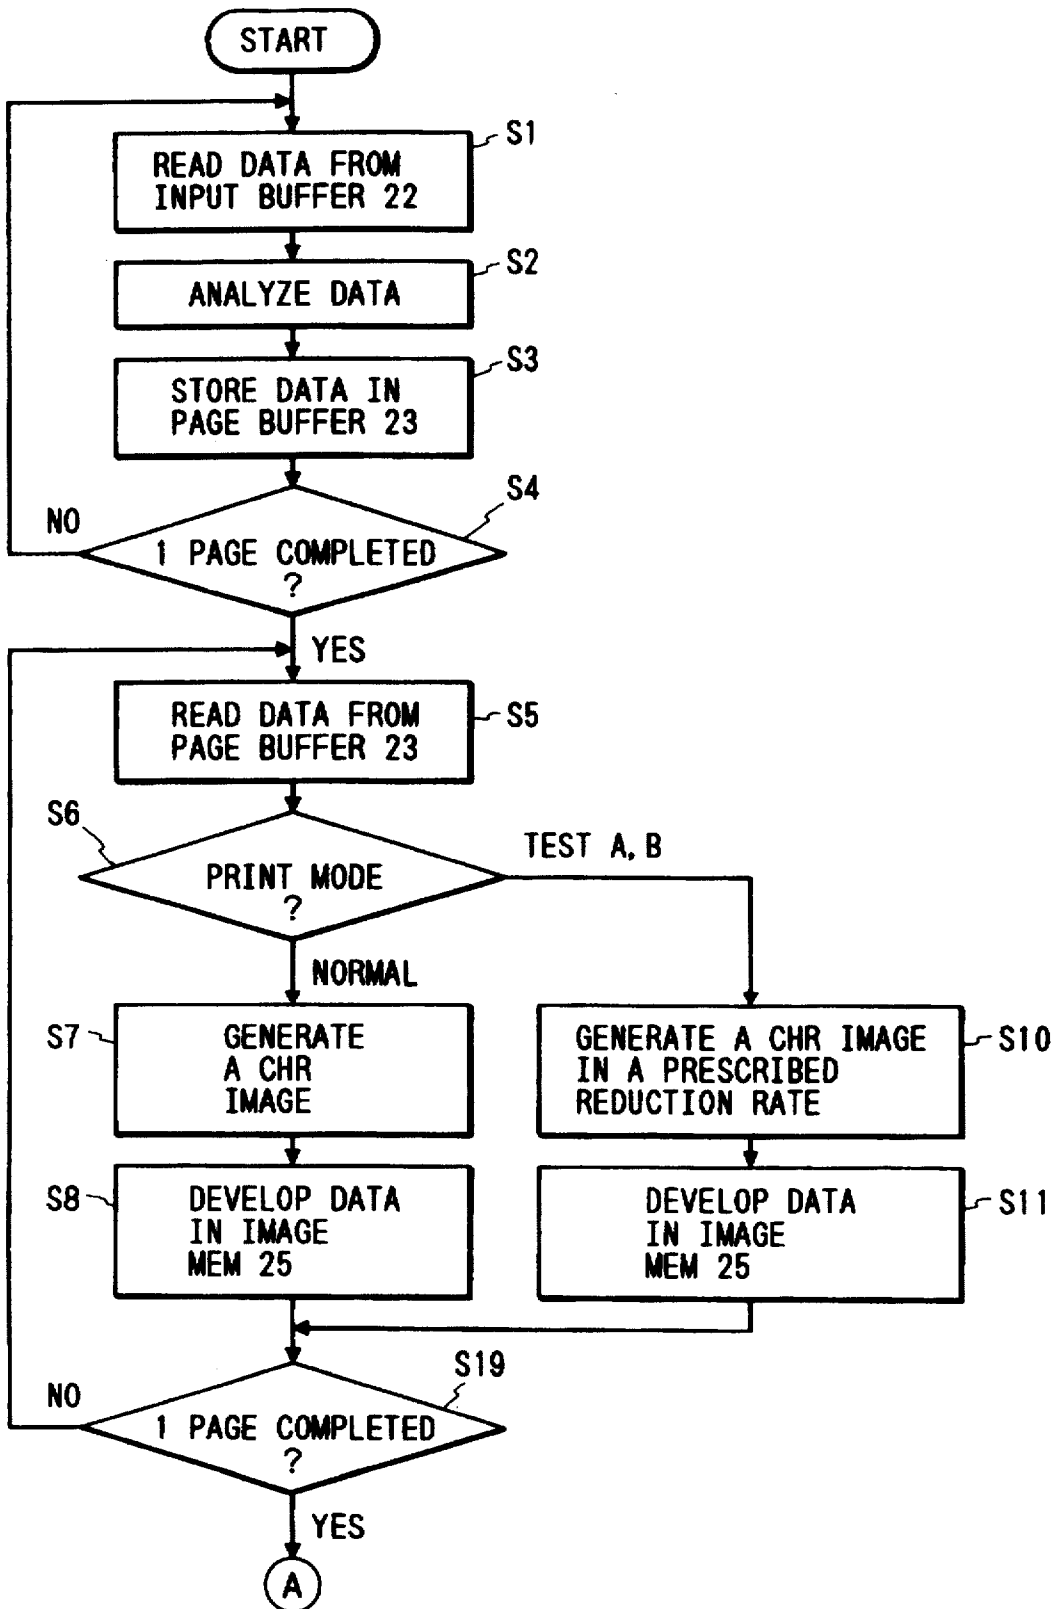 START
S1
READ DATA FROM
INPUT BUFFER 22
S2
ANALYZE DATA
S3
STORE DATA IN
PAGE BUFFER 23
S4
NO
1 PAGE COMPLETED
?
YES
READ DATA FROM
PAGE BUFFER 23
S5
S6
TEST A, B
PRINT MODE
?
NORMAL
S7
GENERATE
A CHR
IMAGE
GENERATE A CHR IMAGE
IN A PRESCRIBED
REDUCTION RATE
S10
S8
DEVELOP DATA
IN IMAGE
MEM 25
DEVELOP DATA
IN IMAGE
MEM 25
S11
S19
NO
1 PAGE COMPLETED
?
YES
A